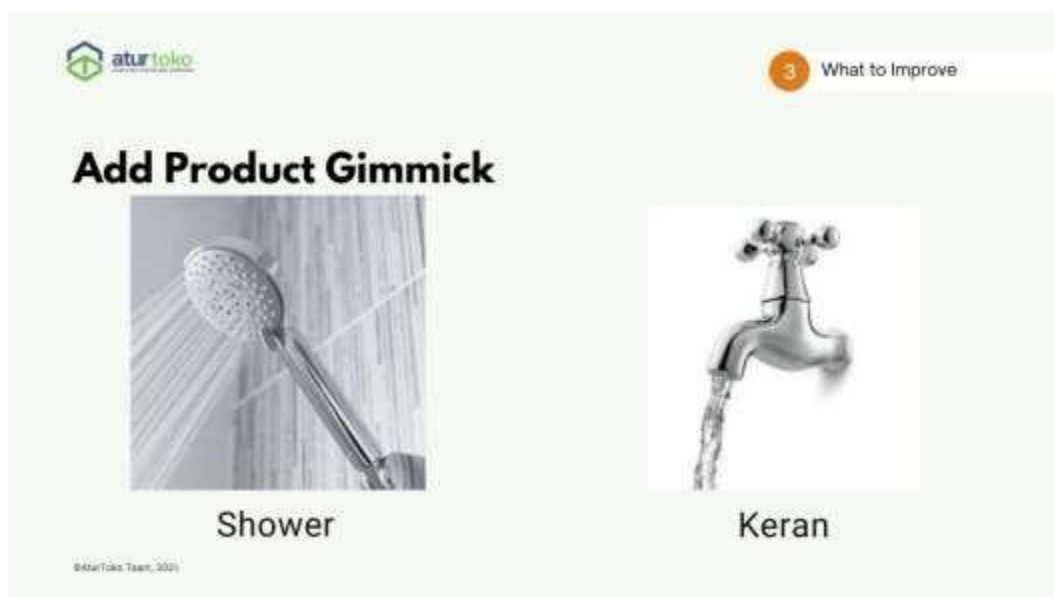 atur toko
3 What to Improve
Add Product Gimmick
Shower
Keran
©AturToko Team, 2021